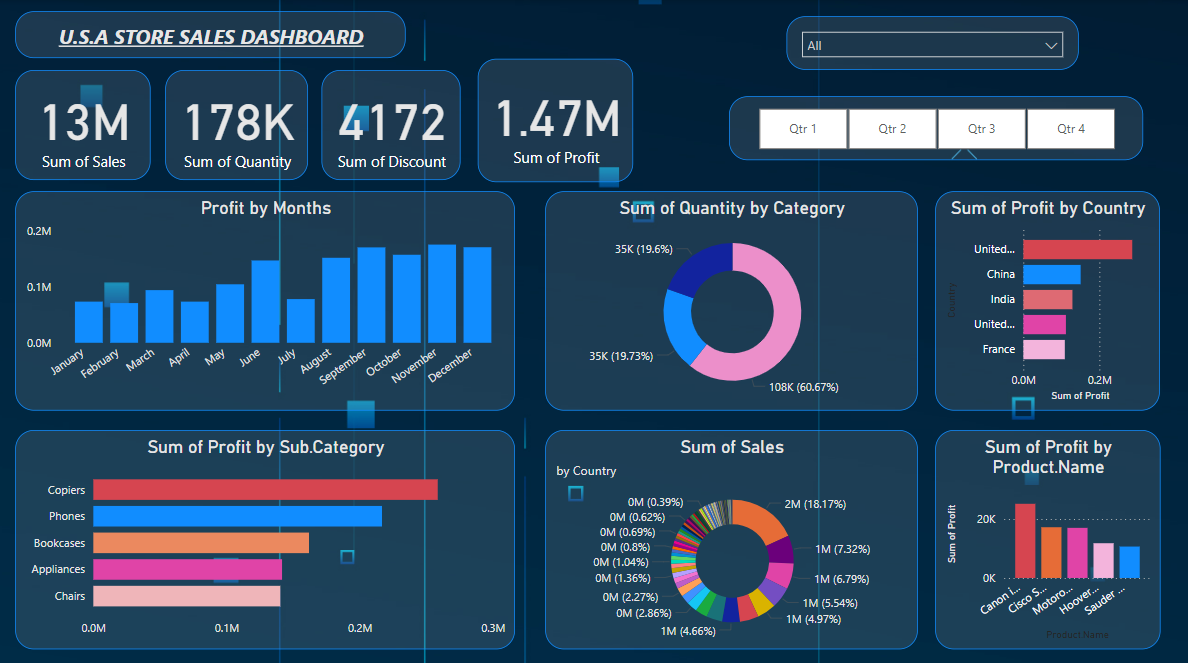 U.S.A STORE SALES DASHBOARD
All
13M
Sum of Sales
178K
Sum of Quantity
4172
Sum of Discount
1.47M
Sum of Profit
Qtr 1
Qtr 2
Qtr 3
Qtr 4
Profit by Months
0.2M
0.1M
0.0M
January
February
March
April
May
June
July
August
September
October
November
December
Sum of Quantity by Category
35K (19.6%)
35K (19.73%)
108K (60.67%)
Sum of Profit by Country
Country
United...
China
India
United...
France
0.0M
0.2M
Sum of Profit
Sum of Profit by Sub.Category
Copiers
Phones
Bookcases
Appliances
Chairs
0.0M
0.1M
0.2M
0.3M
Sum of Sales
by Country
0M (0.39%)
0M (0.62%)
0M (0.69%)
0M (0.8%)
0M (1.04%)
0M (1.36%)
0M (2.27%)
0M (2.86%)
1M (4.66%)
2M (18.17%)
1M (7.32%)
1M (6.79%)
1M (5.54%)
1M (4.97%)
Sum of Profit by
Product.Name
Sum of Profit
20K
0K
Canon i...
Cisco S...
Motoro...
Hoover...
Sauder ...
Product Name